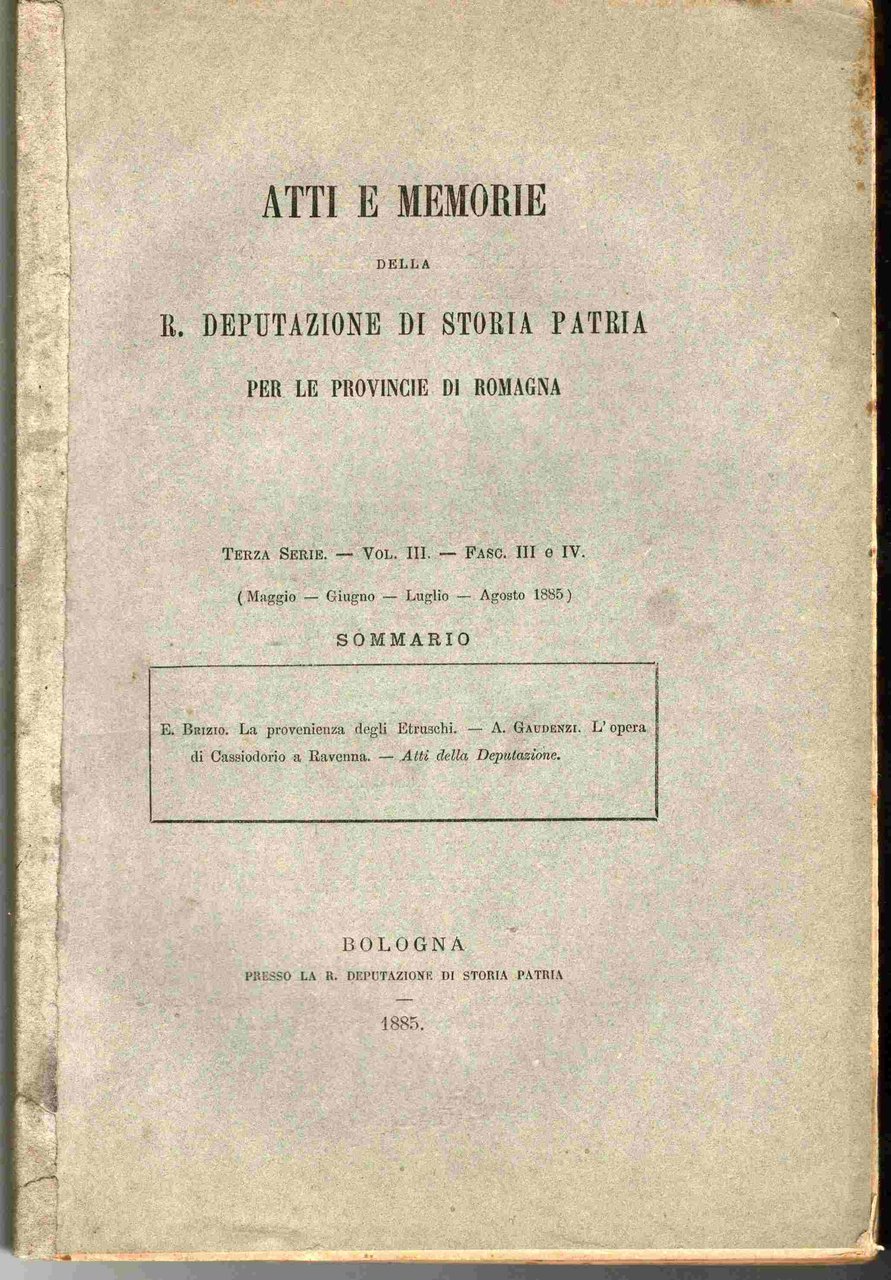 ATTI E MEMORIE
DELLA
R. DEPUTAZIONE DI STORIA PATRIA
PER LE PROVINCIE DI ROMAGNA
TERZA SERIE. — VOL. III. — FASC. III e IV.
(Maggio — Giugno — Luglio — Agosto 1885)
SOMMARIO
E. BRIZIO. La provenienza degli Etruschi. — A. GAUDENZI. L'opera
di Cassiodorio a Ravenna. — Atti della Deputazione.
BOLOGNA
PRESSO LA R. DEPUTAZIONE DI STORIA PATRIA
—
1885.